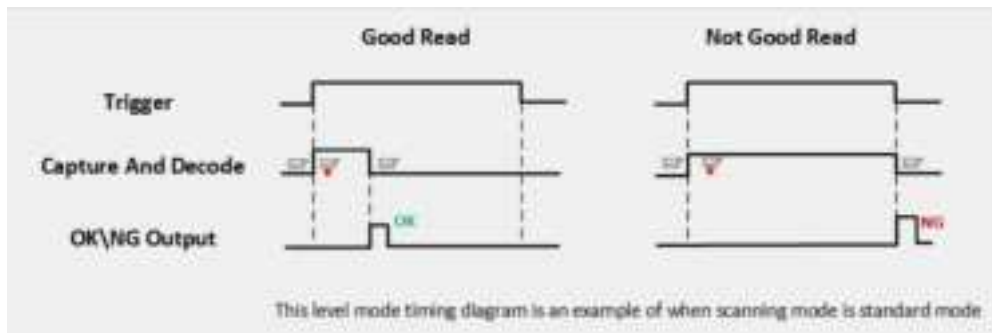 Good Read Not Good Read
Trigger
Capture And Decode
OK
OK\NG Output NG
This level mode timing diagram is an example of when scanning mode is standard mode